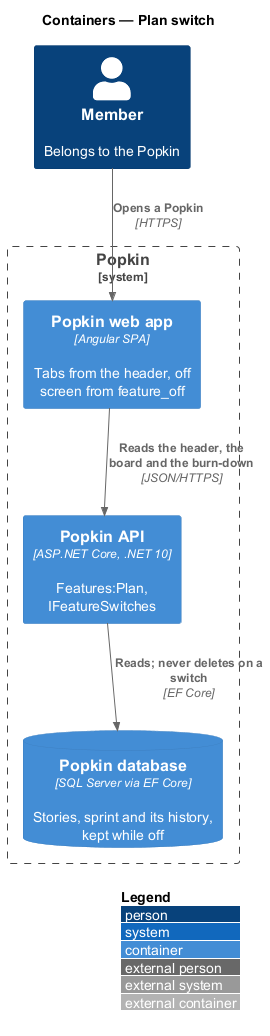 Containers — Plan switch
Member
Belongs to the Popkin
Opens a Popkin
[HTTPS]
Popkin
[system]
Popkin web app
[Angular SPA]
Tabs from the header, off
screen from feature_off
Reads the header, the
board and the burn-down
[JSON/HTTPS]
Popkin API
[ASP.NET Core, .NET 10]
Features:Plan,
IFeatureSwitches
Reads; never deletes on a
switch
[EF Core]
Popkin database
[SQL Server via EF Core]
Stories, sprint and its history,
kept while off
Legend
person
system
container
external person
external system
external container